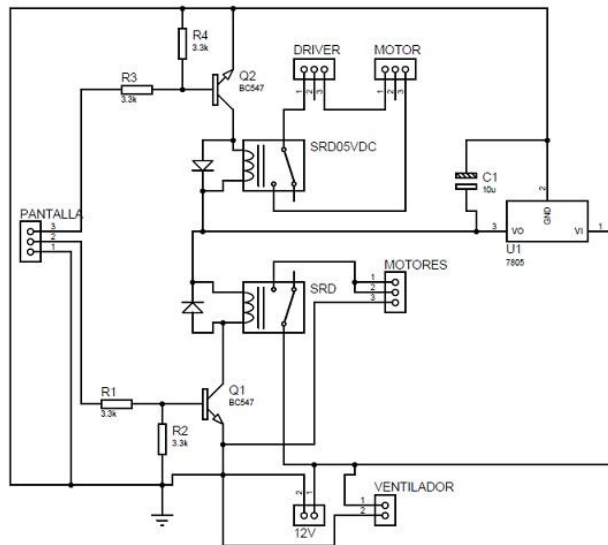 R4
3.3k
DRIVER
MOTOR
R3
3.3k
Q2
BC547
1
2
3
1
2
3
SRD05VDC
C1
10u
2
GND
PANTALLA
3
2
1
3
VO
VI
1
U1
7805
MOTORES
1
2
3
SRD
R1
3.3k
Q1
BC547
R2
3.3k
2
1
12V
VENTILADOR
1
2